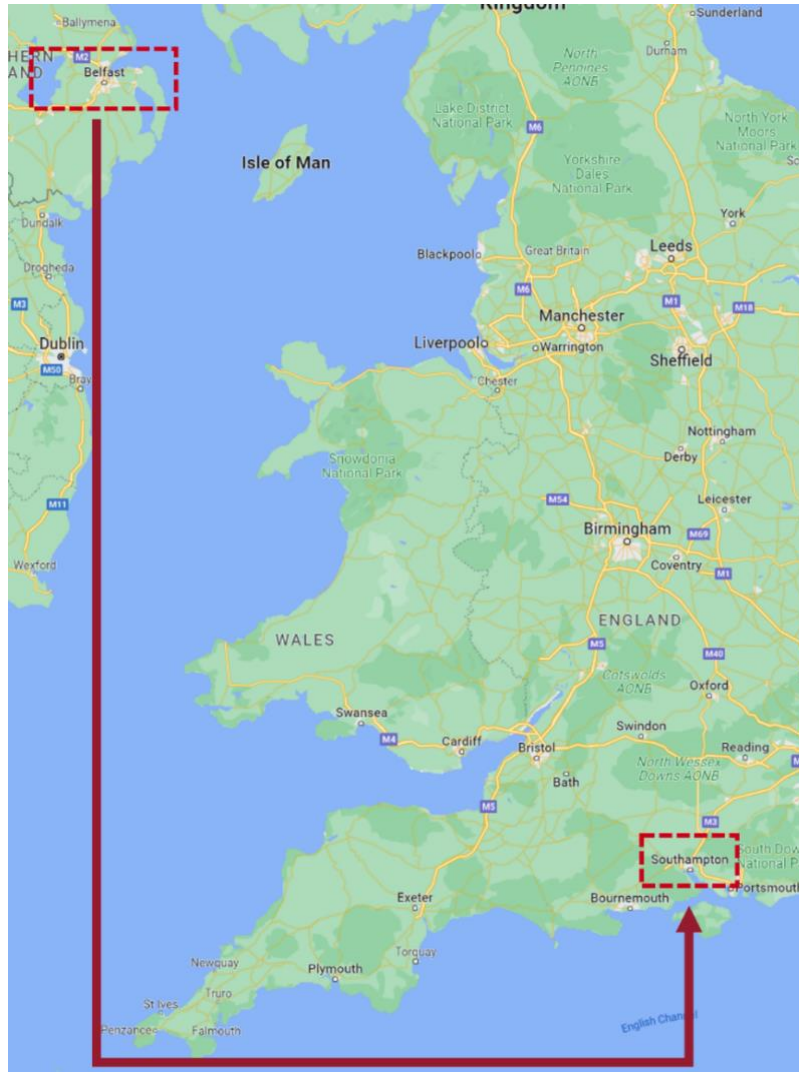 Kingdom
Sunderland
Ballymena
M2
Belfast
North
Pennines
AONB
Durham
HERN
AND
Lake District
National Park
M6
North York
Moors
National Park
Isle of Man
Yorkshire
Dales
National Park
Dundalk
York
Blackpool
Great Britain
Leeds
Drogheda
M6
M1
M18
M3
Manchester
Dublin
Liverpool
Warrington
Sheffield
M50
Bray
Chester
Nottingham
Derby
Snowdonia
National Park
M11
M54
Leicester
Birmingham
M69
Wexford
Coventry
M1
ENGLAND
WALES
M5
M40
Cotswolds
AONB
Oxford
Swansea
M4
Cardiff
Bristol
Swindon
Reading
North Wessex
Downs AONB
Bath
M5
M3
Southampton
South Dow
National P
Portsmouth
Exeter
Bournemouth
Newquay
Torquay
Plymouth
Truro
St Ives
Penzance
Falmouth
English Channel